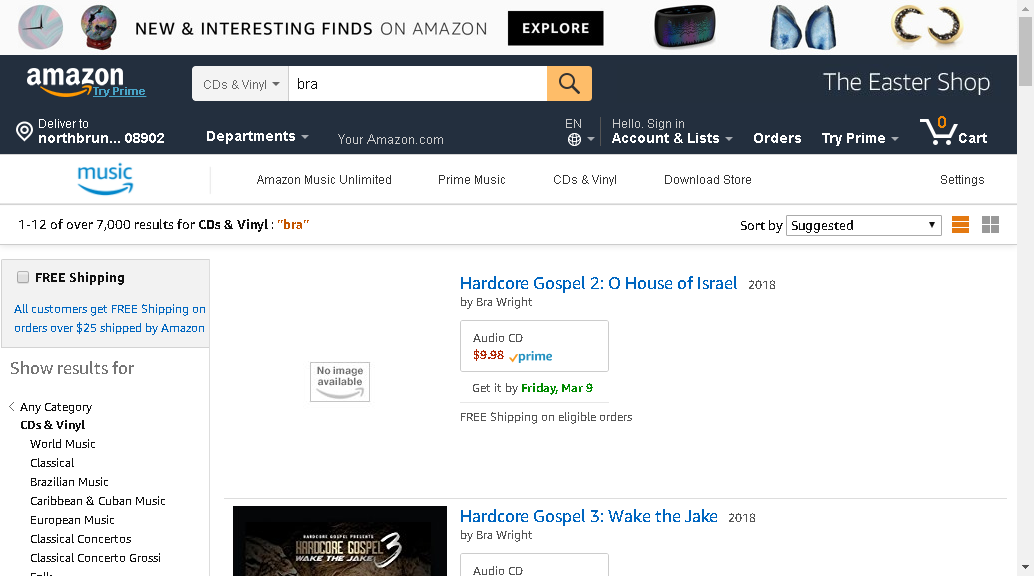 NEW & INTERESTING FINDS ON AMAZON EXPLORE
amazon
Try Prime
CDs & Vinyl bra
The Easter Shop
Deliver to
northbrun... 08902
Departments
Your Amazon.com
EN
Hello. Sign in
Account & Lists
Orders
Try Prime
0
Cart
music
Amazon Music Unlimited Prime Music CDs & Vinyl Download Store Settings
1-12 of over 7,000 results for CDs & Vinyl : "bra"
Sort by Suggested
FREE Shipping
All customers get FREE Shipping on
orders over $25 shipped by Amazon
Show results for
Any Category
CDs & Vinyl
World Music
Classical
Brazilian Music
Caribbean & Cuban Music
European Music
Classical Concertos
Classical Concerto Grossi
Folk
No image
available
Hardcore Gospel 2: O House of Israel 2018
by Bra Wright
Audio CD
$9.98 prime
Get it by Friday, Mar 9
FREE Shipping on eligible orders
HARDCORE GOSPEL PRESENTS
HARDCORE GOSPEL 3
WAKE THE JAKE
Hardcore Gospel 3: Wake the Jake 2018
by Bra Wright
Audio CD